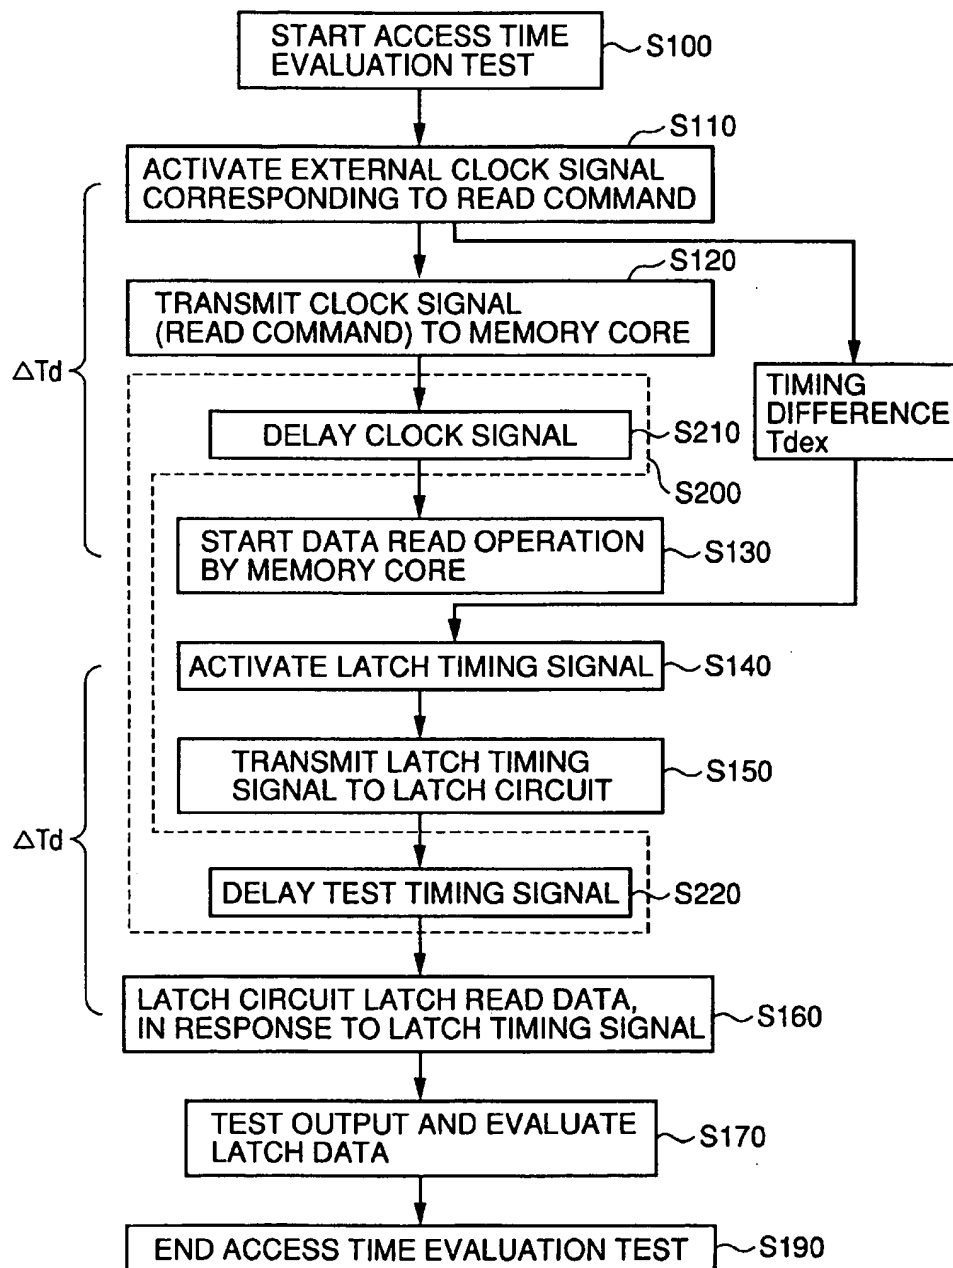 START ACCESS TIME
EVALUATION TEST
S100
S110
ACTIVATE EXTERNAL CLOCK SIGNAL
CORRESPONDING TO READ COMMAND
S120
TRANSMIT CLOCK SIGNAL
(READ COMMAND) TO MEMORY CORE
△Td
TIMING
DIFFERENCE
Tdex
DELAY CLOCK SIGNAL
S210
S200
START DATA READ OPERATION
BY MEMORY CORE
S130
ACTIVATE LATCH TIMING SIGNAL
S140
TRANSMIT LATCH TIMING
SIGNAL TO LATCH CIRCUIT
S150
△Td
DELAY TEST TIMING SIGNAL
S220
LATCH CIRCUIT LATCH READ DATA,
IN RESPONSE TO LATCH TIMING SIGNAL
S160
TEST OUTPUT AND EVALUATE
LATCH DATA
S170
END ACCESS TIME EVALUATION TEST
S190